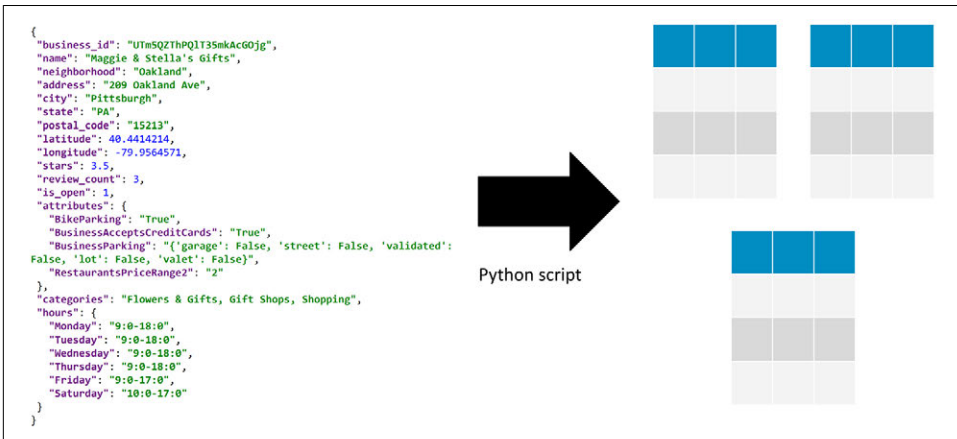 {
"business_id": "UTm5QZThPQlT35mkAcGOjg",
"name": "Maggie & Stella's Gifts",
"neighborhood": "Oakland",
"address": "209 Oakland Ave",
"city": "Pittsburgh",
"state": "PA",
"postal_code": "15213",
"latitude": 40.4414214,
"longitude": -79.9564571,
"stars": 3.5,
"review_count": 3,
"is_open": 1,
"attributes": {
"BikeParking": "True",
"BusinessAcceptsCreditCards": "True",
"BusinessParking": "{'garage': False, 'street': False, 'validated':
False, 'lot': False, 'valet': False}",
"RestaurantsPriceRange2": "2"
},
"categories": "Flowers & Gifts, Gift Shops, Shopping",
"hours": {
"Monday": "9:0-18:0",
"Tuesday": "9:0-18:0",
"Wednesday": "9:0-18:0",
"Thursday": "9:0-18:0",
"Friday": "9:0-17:0",
"Saturday": "10:0-17:0"
}
}
Python script